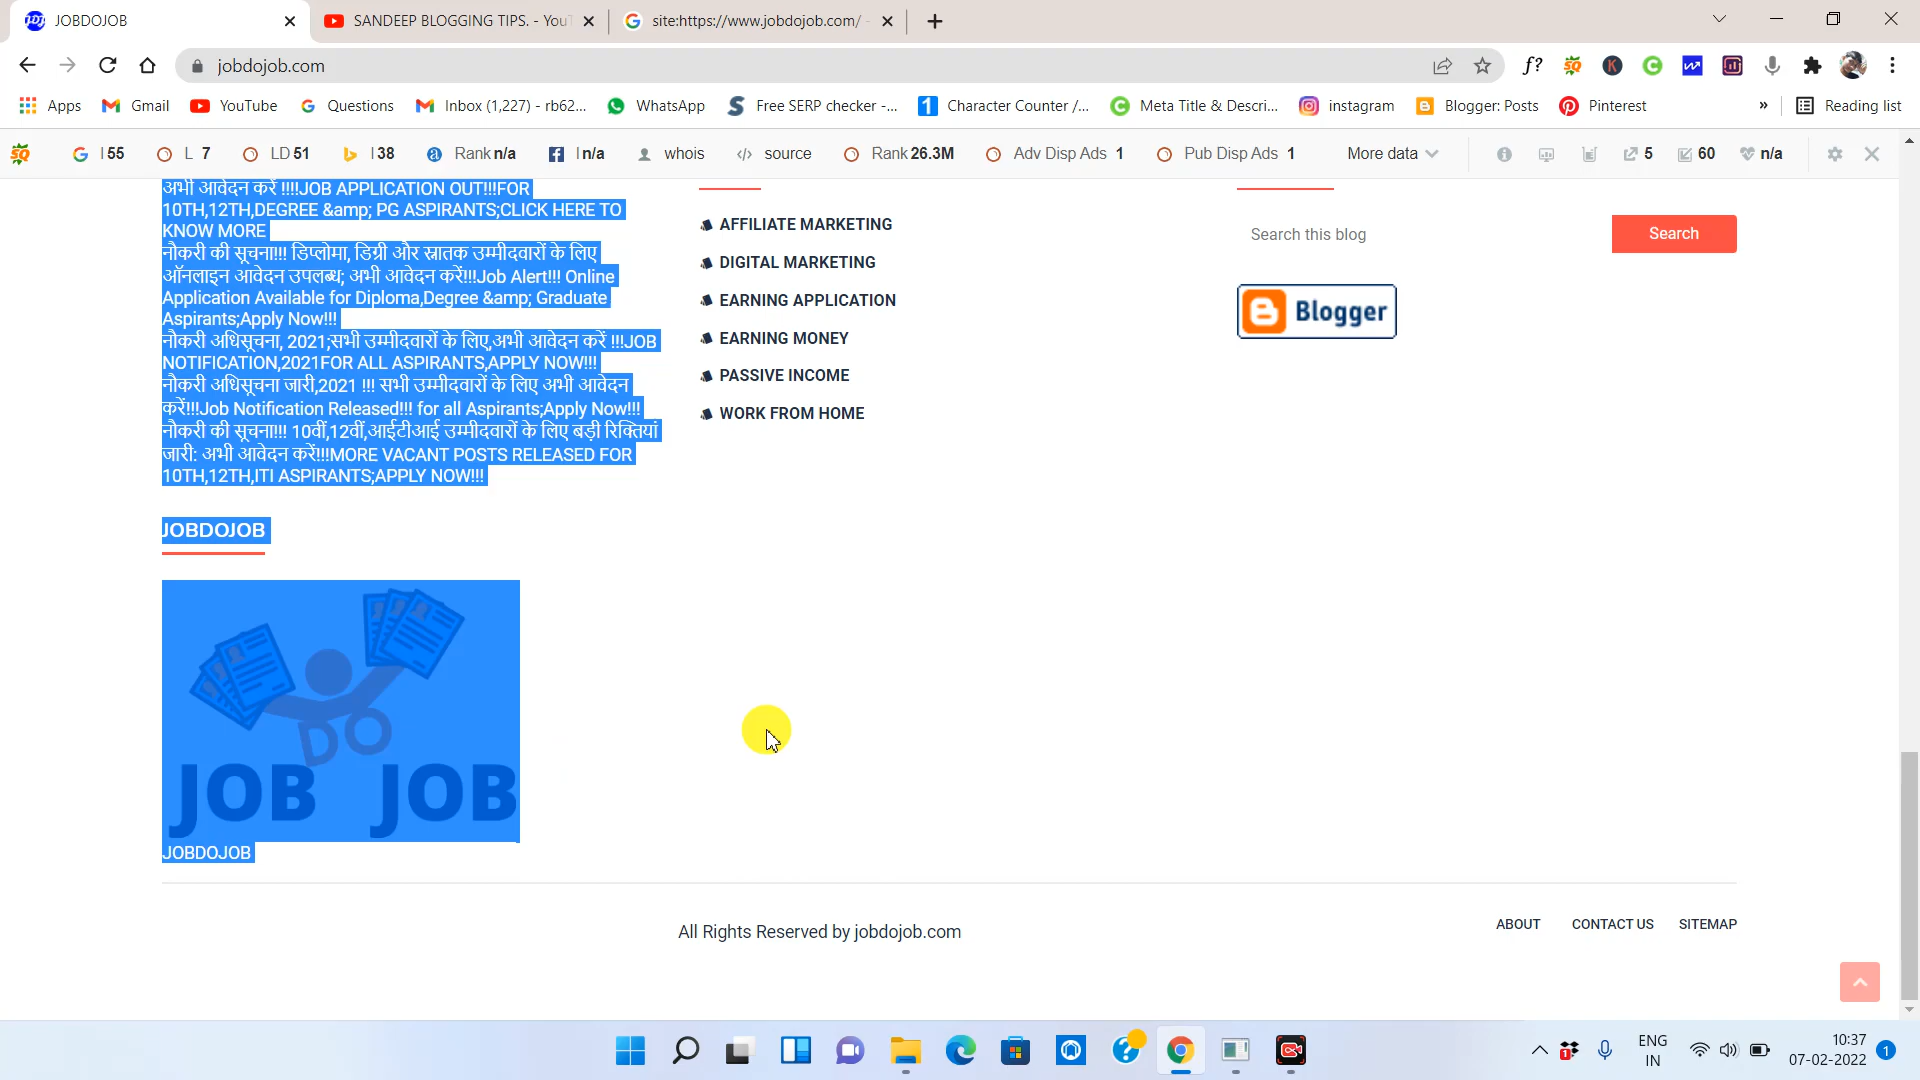 JOBDOJOB
SANDEEP BLOGGING TIPS. - YouT
site:https://www.jobdojob.com/ -
jobdojob.com
Apps
Gmail
YouTube
Questions
Inbox (1,227) - rb62...
WhatsApp
Free SERP checker -...
Character Counter /...
Meta Title & Descri...
instagram
Blogger: Posts
Pinterest
»
Reading list
I 55
L 7
LD 51
I 38
Rank n/a
I n/a
whois
source
Rank 26.3M
Adv Disp Ads 1
Pub Disp Ads 1
More data
5
60
n/a
अभी आवेदन करें !!!!JOB APPLICATION OUT!!!FOR
10TH,12TH,DEGREE &amp; PG ASPIRANTS;CLICK HERE TO
KNOW MORE
नौकरी की सूचना!!! डिप्लोमा, डिग्री और स्नातक उम्मीदवारों के लिए
ऑनलाइन आवेदन उपलब्ध; अभी आवेदन करें!!!Job Alert!!! Online
Application Available for Diploma,Degree &amp; Graduate
Aspirants;Apply Now!!!
नौकरी अधिसूचना, 2021;सभी उम्मीदवारों के लिए,अभी आवेदन करें !!!JOB
NOTIFICATION,2021FOR ALL ASPIRANTS,APPLY NOW!!!
नौकरी अधिसूचना जारी,2021 !!! सभी उम्मीदवारों के लिए अभी आवेदन
करें!!!Job Notification Released!!! for all Aspirants;Apply Now!!!
नौकरी की सूचना!!! 10वीं,12वीं,आईटीआई उम्मीदवारों के लिए बड़ी रिक्तियां
जारी: अभी आवेदन करें!!!MORE VACANT POSTS RELEASED FOR
10TH,12TH,ITI ASPIRANTS;APPLY NOW!!!
JOBDOJOB
DO
JOB JOB
JOBDOJOB
AFFILIATE MARKETING
DIGITAL MARKETING
EARNING APPLICATION
EARNING MONEY
PASSIVE INCOME
WORK FROM HOME
Search this blog
Search
Blogger
All Rights Reserved by jobdojob.com
ABOUT
CONTACT US
SITEMAP
ENG
IN
10:37
07-02-2022
1